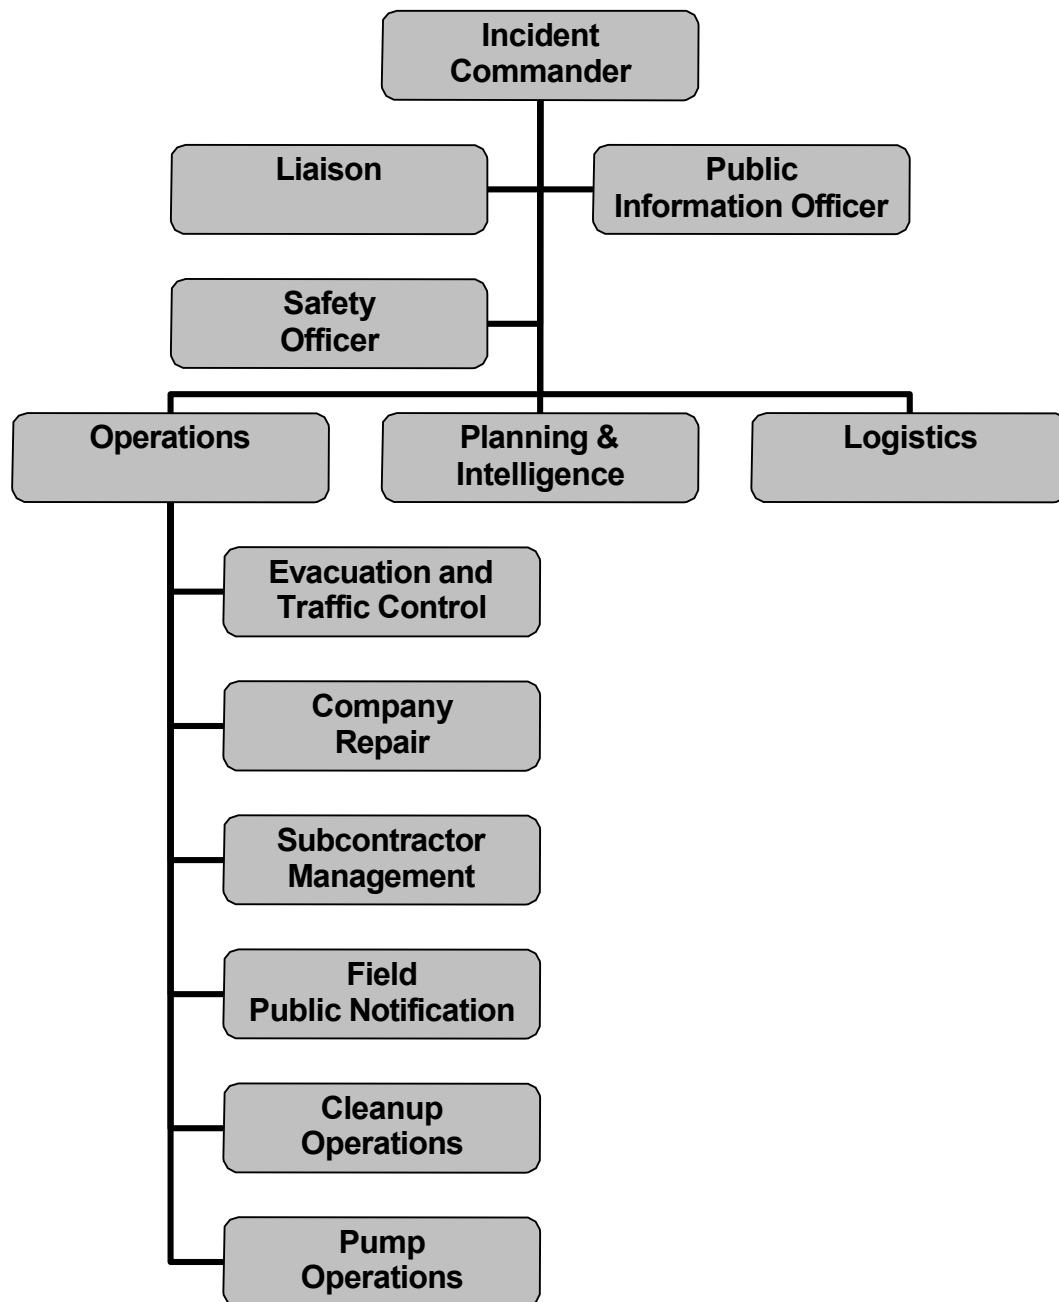 Incident
Commander
Liaison
Public
Information Officer
Safety
Officer
Operations
Planning &
Intelligence
Logistics
Evacuation and
Traffic Control
Company
Repair
Subcontractor
Management
Field
Public Notification
Cleanup
Operations
Pump
Operations